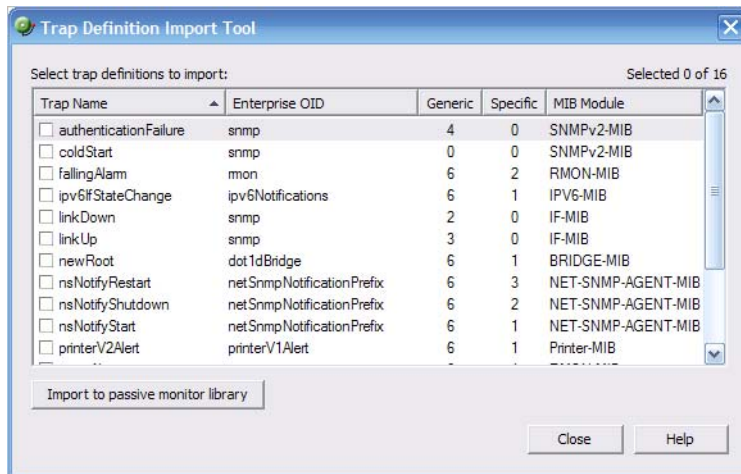 Trap Definition Import Tool
Select trap definitions to import: Selected 0 of 16
Trap Name Enterprise OID Generic Specific MIB Module
authenticationFailure snmp 4 0 SNMPv2-MIB
coldStart snmp 0 0 SNMPv2-MIB
fallingAlarm rmon 6 2 RMON-MIB
ipv6IfStateChange ipv6Notifications 6 1 IPV6-MIB
linkDown snmp 2 0 IF-MIB
linkUp snmp 3 0 IF-MIB
newRoot dot1dBridge 6 1 BRIDGE-MIB
nsNotifyRestart netSnmpNotificationPrefix 6 3 NET-SNMP-AGENT-MIB
nsNotifyShutdown netSnmpNotificationPrefix 6 2 NET-SNMP-AGENT-MIB
nsNotifyStart netSnmpNotificationPrefix 6 1 NET-SNMP-AGENT-MIB
printerV2Alert printerV1Alert 6 1 Printer-MIB
Import to passive monitor library
Close Help